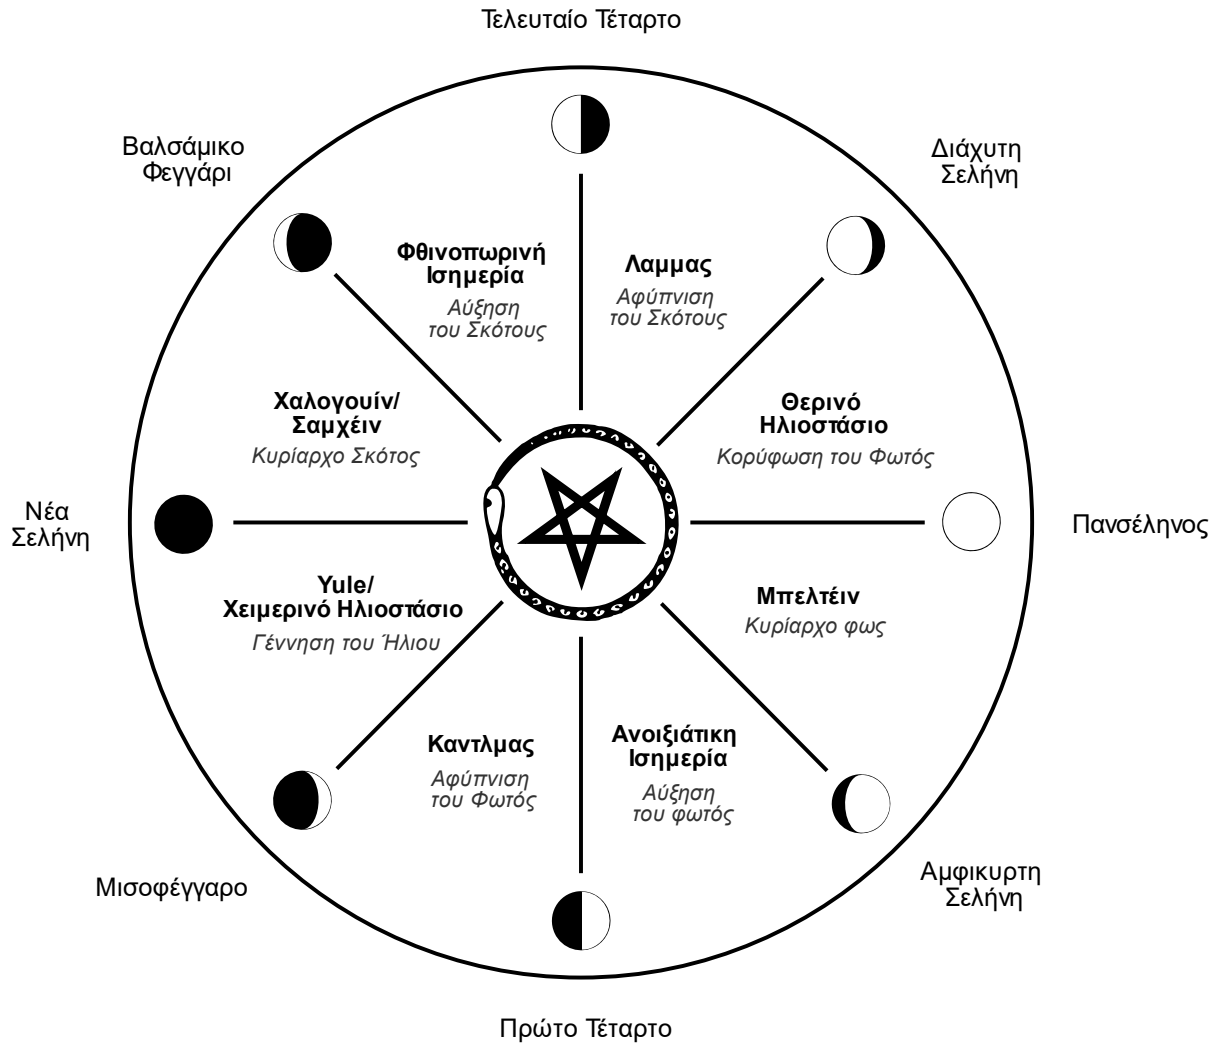 Τελευταίο Τέταρτο
Βαλσάμικο
Φεγγάρι
Διάχυτη
Σελήνη
Φθινοπωρινή
Ισημερία
Αύξηση
του Σκότους
Λαμμας
Αφύπνιση
του Σκότους
Χαλογουίν/
Σαμχέιν
Κυρίαρχο Σκότος
Θερινό
Ηλιοστάσιο
Κορύφωση του Φωτός
Νέα
Σελήνη
Πανσέληνος
Yule/
Χειμερινό Ηλιοστάσιο
Γέννηση του Ήλιου
Μπελτέιν
Κυρίαρχο φως
Καντλμας
Αφύπνιση
του Φωτός
Ανοιξιάτικη
Ισημερία
Αύξηση
του φωτός
Μισοφέγγαρο
Αμφικυρτη
Σελήνη
Πρώτο Τέταρτο